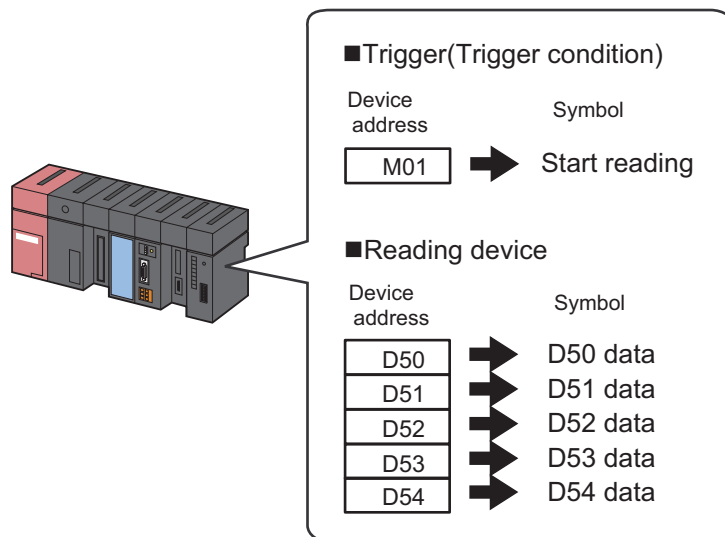 ■Trigger(Trigger condition)
Device address
Symbol
M01
Start reading
■Reading device
Device address
Symbol
D50 D50 data
D51 D51 data
D52 D52 data
D53 D53 data
D54 D54 data